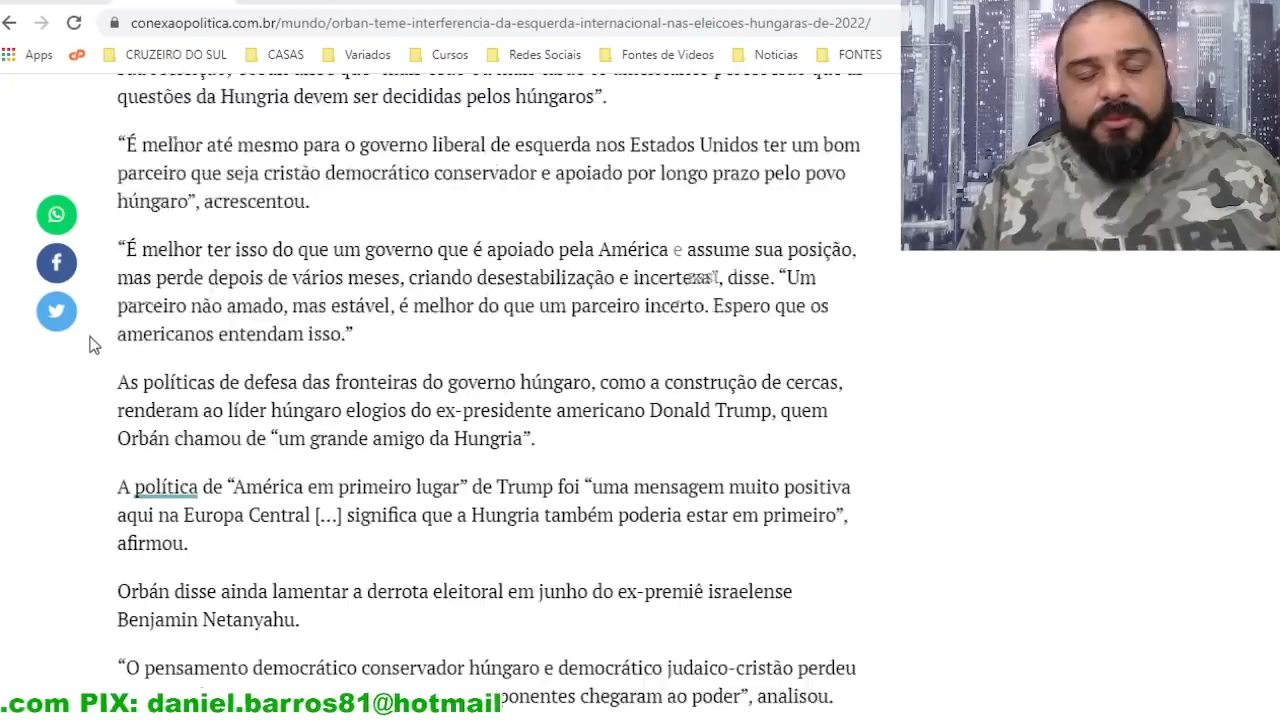 conexaopolitica.com.br/mundo/orban-teme-interferencia-da-esquerda-internacional-nas-eleicoes-hungaras-de-2022/
Apps cp CRUZEIRO DO SUL CASAS Variados Cursos Redes Sociais Fontes de Videos Noticias FONTES
questões da Hungria devem ser decididas pelos húngaros”.
“É melhor até mesmo para o governo liberal de esquerda nos Estados Unidos ter um bom
parceiro que seja cristão democrático conservador e apoiado por longo prazo pelo povo
húngaro”, acrescentou.
“É melhor ter isso do que um governo que é apoiado pela América e assume sua posição,
mas perde depois de vários meses, criando desestabilização e incerteza”, disse. “Um
parceiro não amado, mas estável, é melhor do que um parceiro incerto. Espero que os
americanos entendam isso.”
As políticas de defesa das fronteiras do governo húngaro, como a construção de cercas,
renderam ao líder húngaro elogios do ex-presidente americano Donald Trump, quem
Orbán chamou de “um grande amigo da Hungria”.
A política de “América em primeiro lugar” de Trump foi “uma mensagem muito positiva
aqui na Europa Central [...] significa que a Hungria também poderia estar em primeiro”,
afirmou.
Orbán disse ainda lamentar a derrota eleitoral em junho do ex-premiê israelense
Benjamin Netanyahu.
“O pensamento democrático conservador húngaro e democrático judaico-cristão perdeu
ponentes chegaram ao poder”, analisou.
.com PIX: daniel.barros81@hotmail